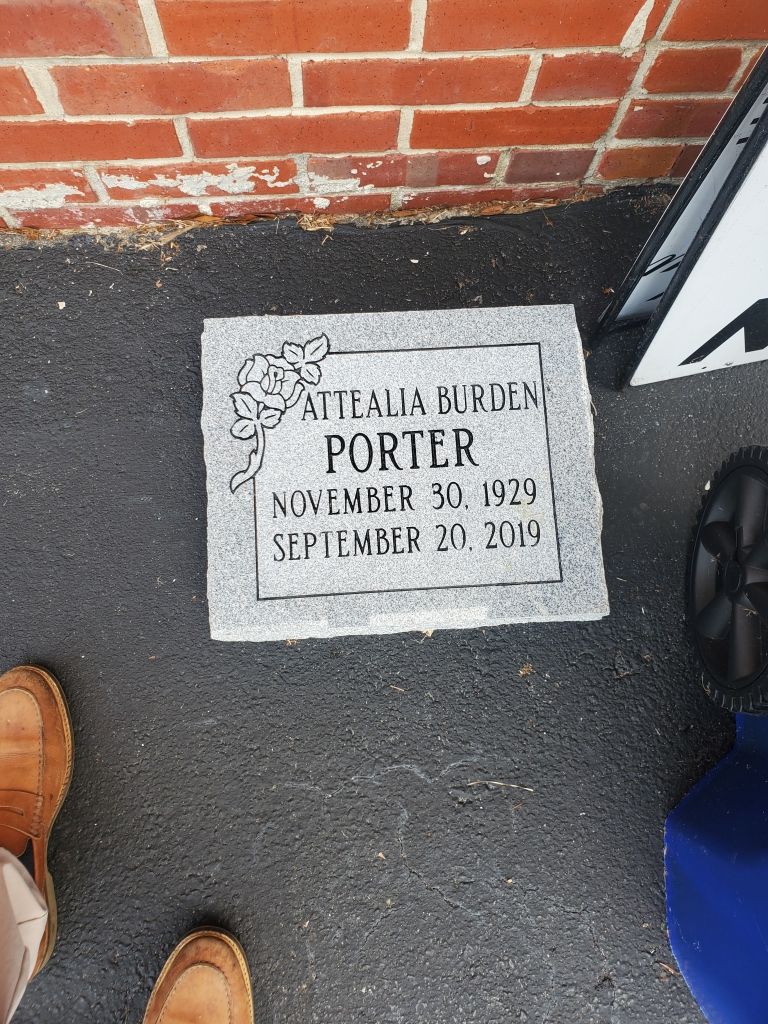 ATTEALIA BURDEN
PORTER
NOVEMBER 30, 1929
SEPTEMBER 20, 2019